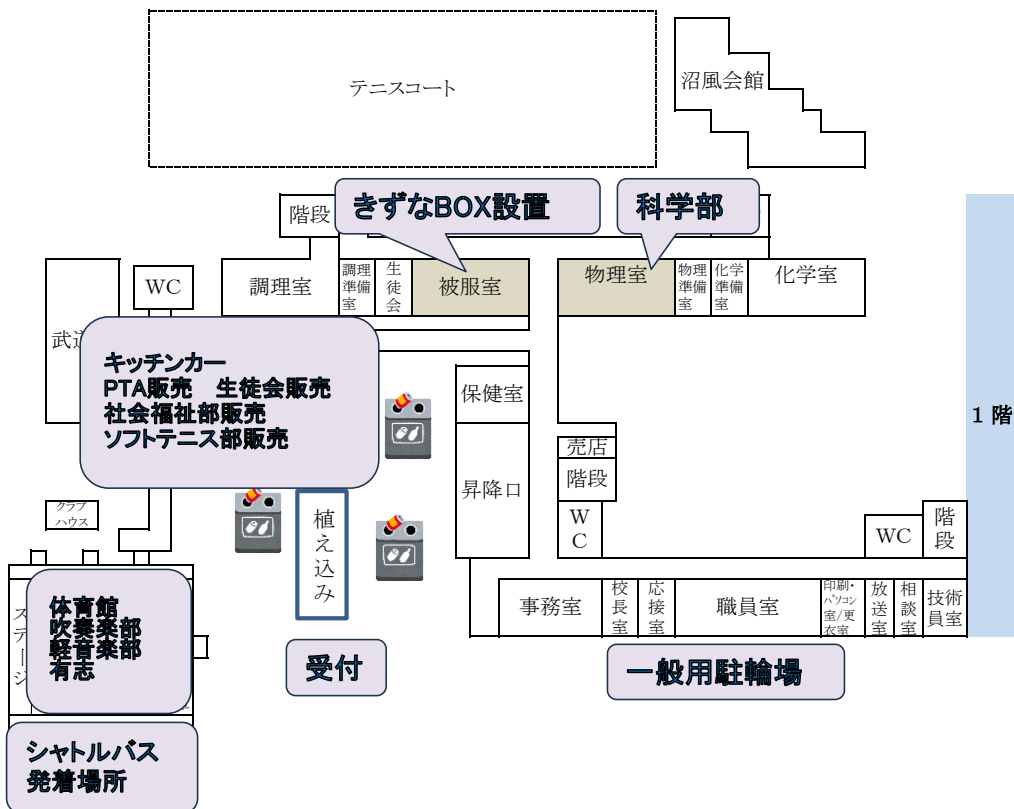 テニスコート
沼風会館
階段
きずなBOX設置
科学部
WC
調理室
調理準備室
生徒会
被服室
物理室
物理準備室
化学準備室
化学室
キッチンカー
PTA販売　生徒会販売
社会福祉部販売
ソフトテニス部販売
保健室
1階
売店
階段
昇降口
クラブ
ハウス
植え込み
WC
WC
階段
体育館
吹奏楽部
軽音楽部
有志
ステージ
事務室
校長室
応接室
職員室
印刷・パソコン室/更衣室
放送室
相談室
技術員室
受付
一般用駐輪場
シャトルバス
発着場所